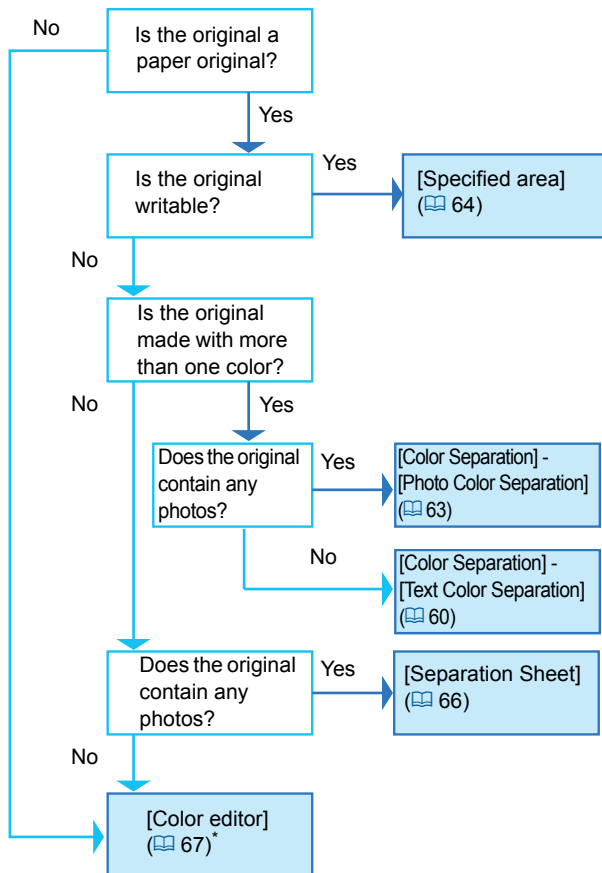 No
Is the original a
paper original?
Yes
Is the original
writable?
Yes
[Specified area]
(64)
No
Is the original
made with more
than one color?
No
Yes
Does the original
contain any
photos?
Yes
[Color Separation] -
[Photo Color Separation]
(63)
No
[Color Separation] -
[Text Color Separation]
(60)
Does the original
contain any
photos?
Yes
[Separation Sheet]
(66)
No
[Color editor]
(67)*